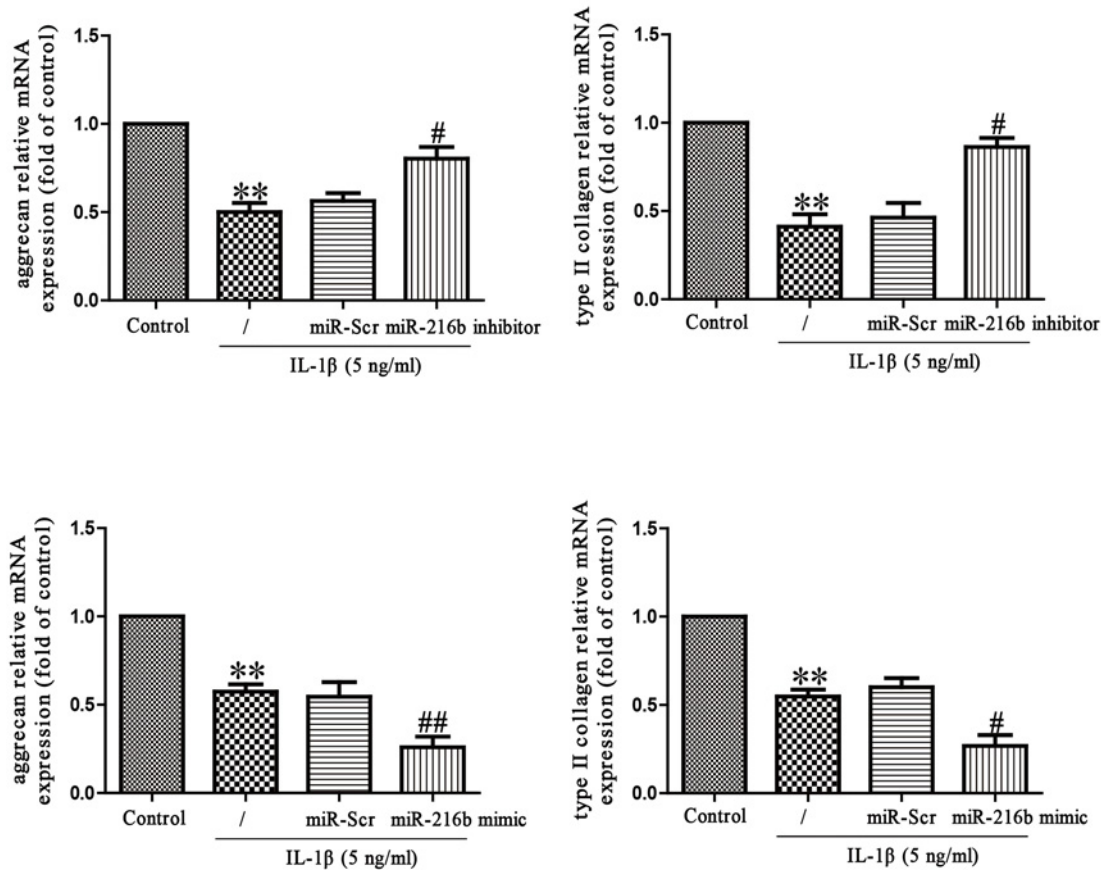 aggrecan relative mRNA
expression (fold of control)
1.5
1.0
0.5
0.0
**
#
Control
/
miR-Scr
miR-216b inhibitor
IL-1β (5 ng/ml)
type II collagen relative mRNA
expression (fold of control)
1.5
1.0
0.5
0.0
**
#
Control
/
miR-Scr
miR-216b inhibitor
IL-1β (5 ng/ml)
aggrecan relative mRNA
expression (fold of control)
1.5
1.0
0.5
0.0
**
##
Control
/
miR-Scr
miR-216b mimic
IL-1β (5 ng/ml)
type II collagen relative mRNA
expression (fold of control)
1.5
1.0
0.5
0.0
**
#
Control
/
miR-Scr
miR-216b mimic
IL-1β (5 ng/ml)